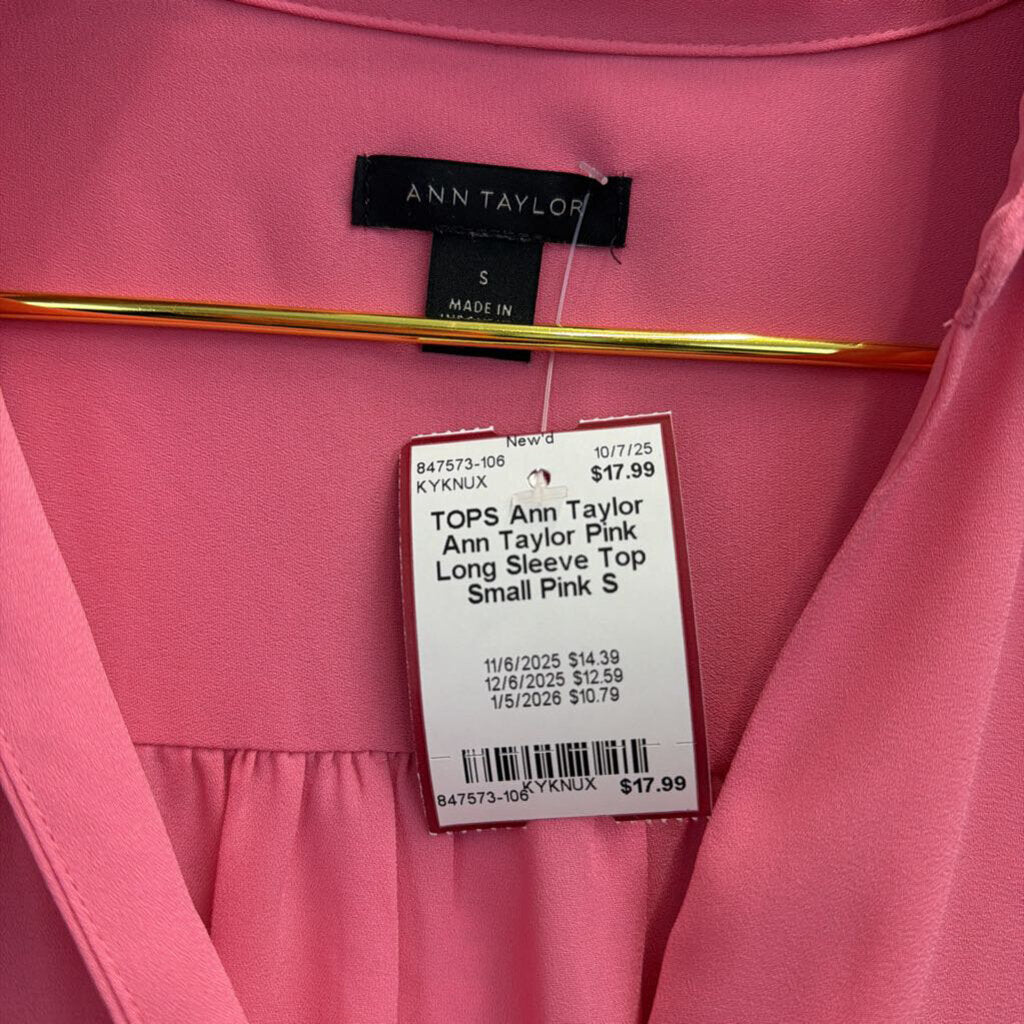 ANN TAYLOR
S
MADE IN
New'd
847573-106
10/7/25
KYKNUX
$17.99
TOPS Ann Taylor
Ann Taylor Pink
Long Sleeve Top
Small Pink S
11/6/2025 $14.39
12/6/2025 $12.59
1/5/2026 $10.79
KYKNUX
847573-106
$17.99